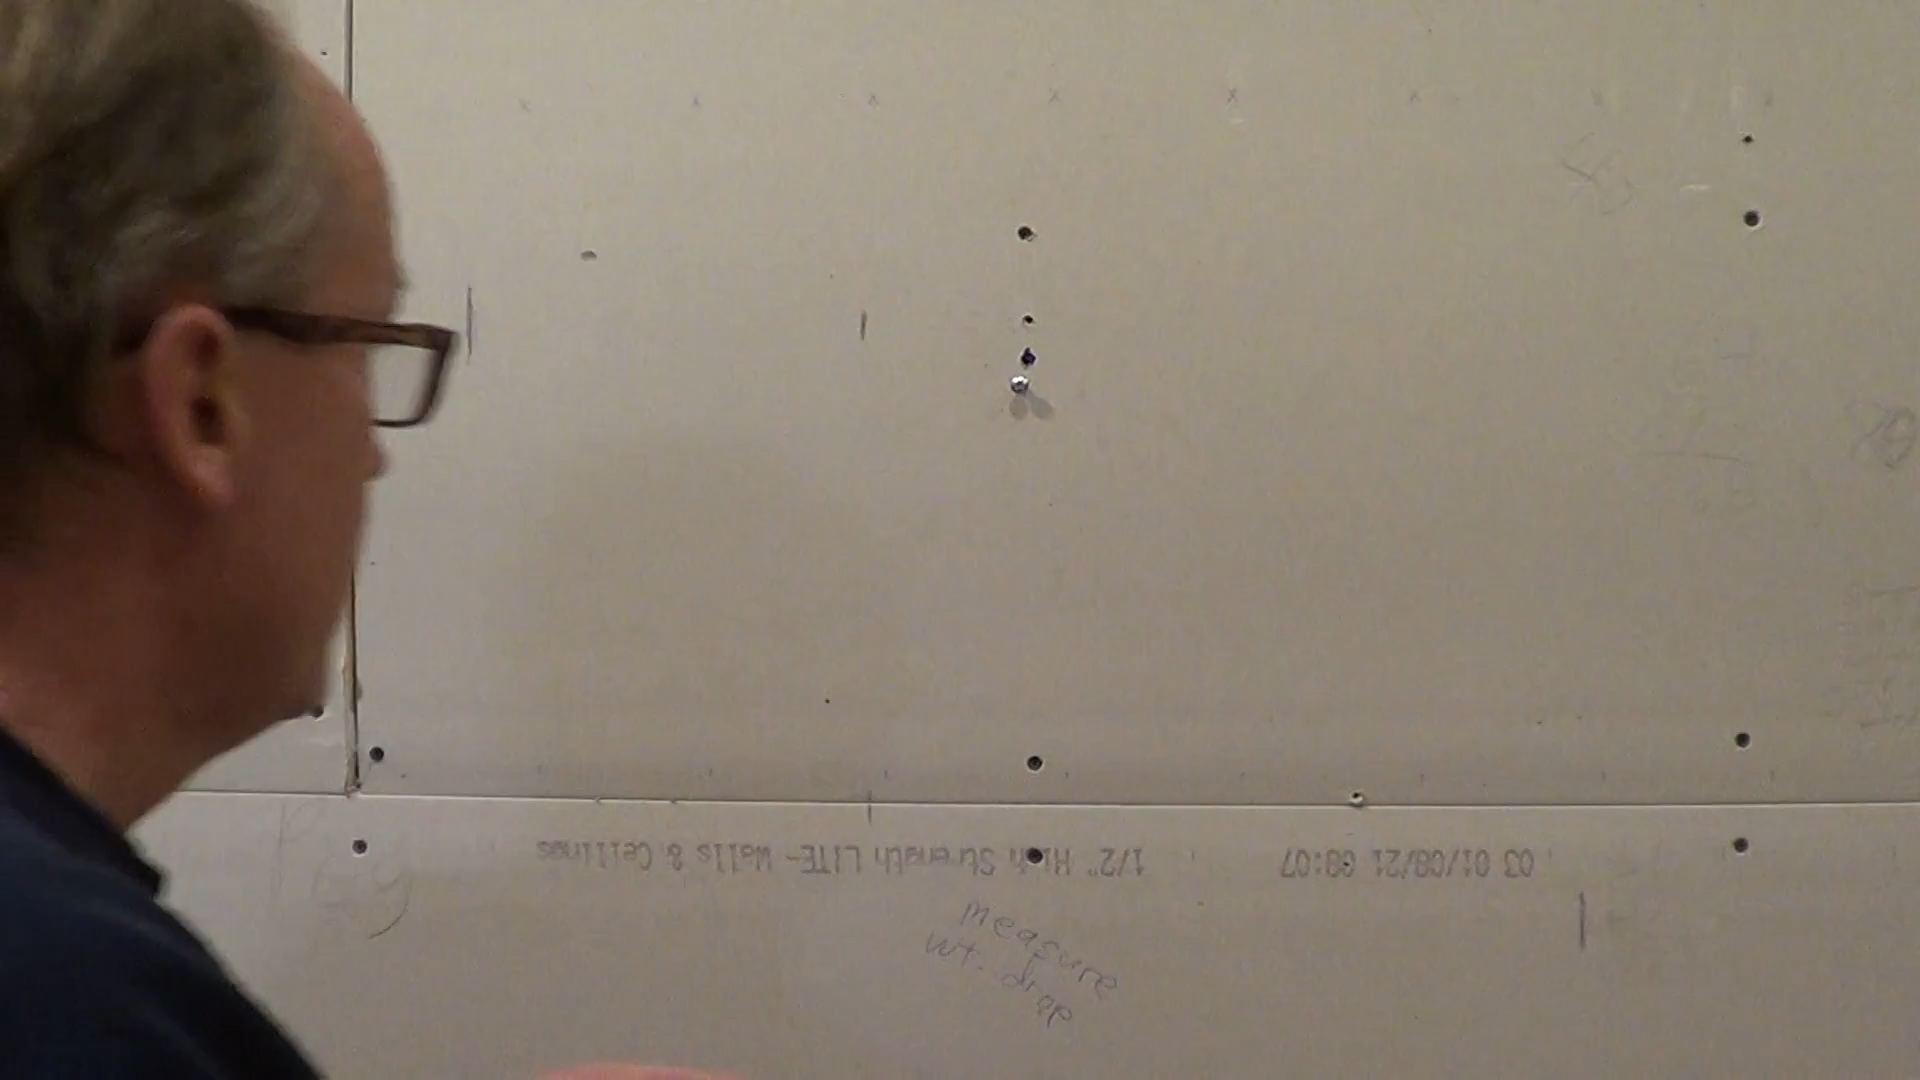 1/2" High Strength LITE- Walls & Ceilings
03 01/08/21 08:07
measure
wt. drop